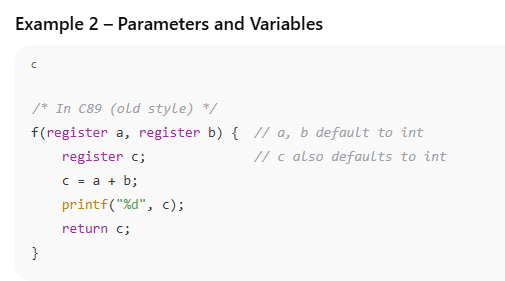 Example 2 – Parameters and Variables
c
/* In C89 (old style) */
f(register a, register b) {  // a, b default to int
    register c;              // c also defaults to int
    c = a + b;
    printf("%d", c);
    return c;
}